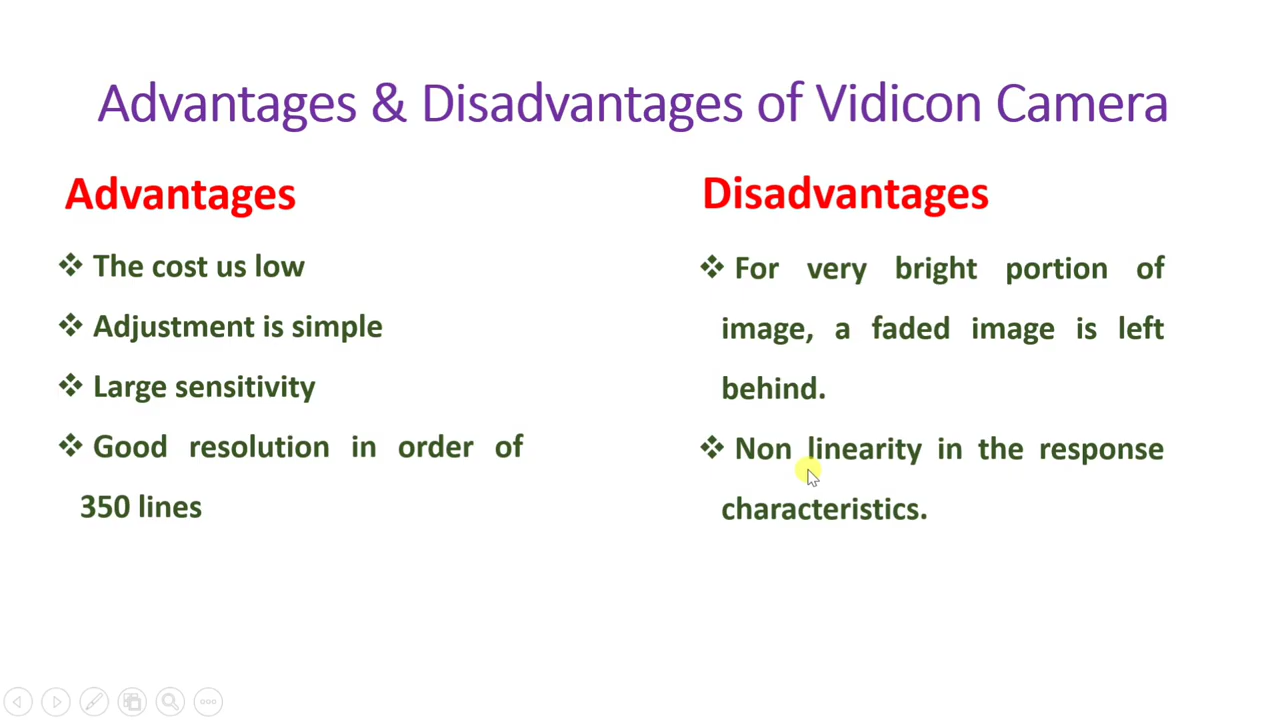 Advantages & Disadvantages of Vidicon Camera
Advantages
❖ The cost us low
❖ Adjustment is simple
❖ Large sensitivity
❖ Good resolution in order of
350 lines
Disadvantages
❖ For very bright portion of
image, a faded image is left
behind.
❖ Non linearity in the response
characteristics.